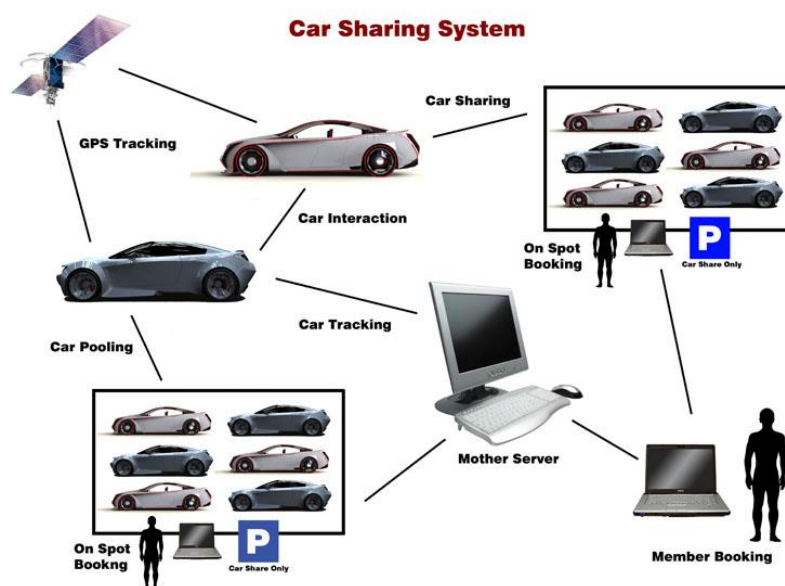 Car Sharing System
Car Sharing
GPS Tracking
Car Interaction
On Spot
Booking
P
Car Share Only
Car Tracking
Car Pooling
Mother Server
On Spot
Bookng
P
Car Share Only
Member Booking